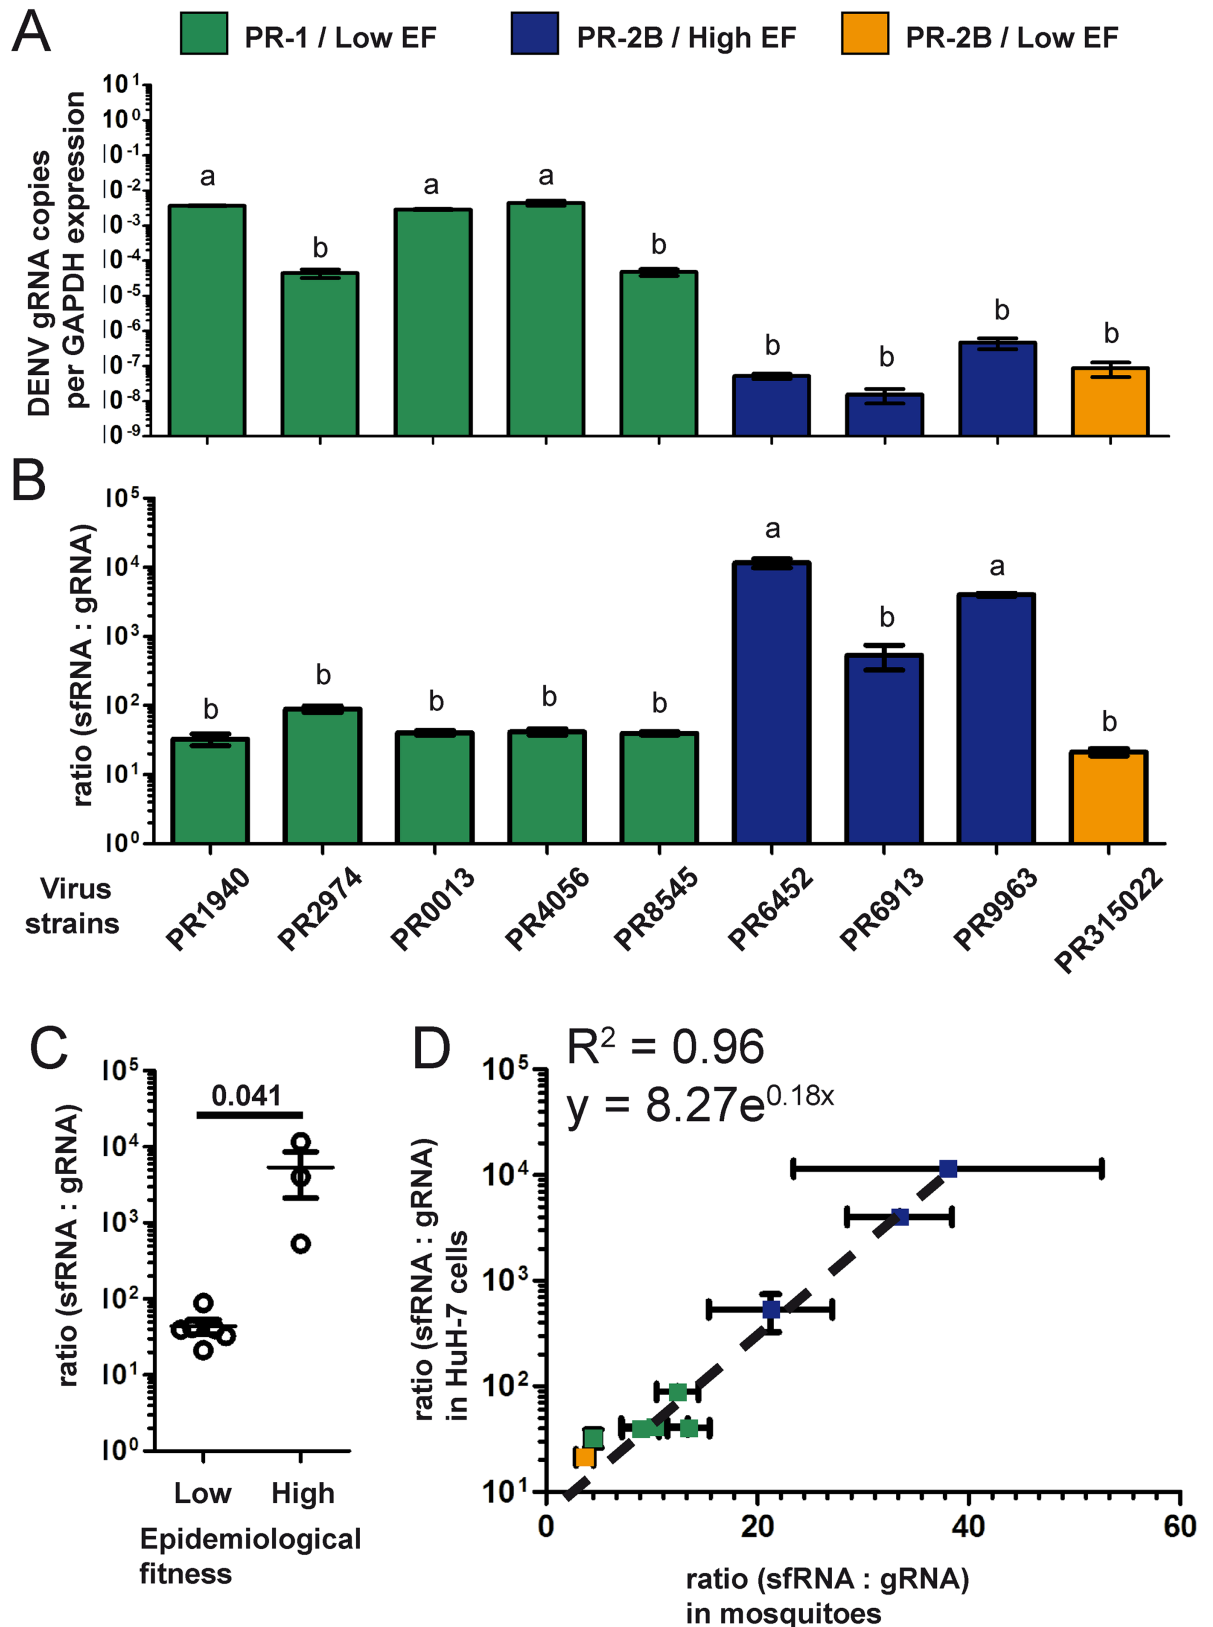 A
PR-1 / Low EF
PR-2B / High EF
PR-2B / Low EF
DENV gRNA copies
per GAPDH expression
10^1
10^0
10^-1
10^-2
10^-3
10^-4
10^-5
10^-6
10^-7
10^-8
10^-9
a
b
a
a
b
b
b
b
b
B
ratio (sfRNA : gRNA)
10^5
10^4
10^3
10^2
10^1
10^0
b
b
b
b
b
a
b
a
b
Virus
strains
PR1940
PR2974
PR0013
PR4056
PR8545
PR6452
PR6913
PR9963
PR315022
C
ratio (sfRNA : gRNA)
10^5
10^4
10^3
10^2
10^1
10^0
0.041
Low
High
Epidemiological
fitness
D
R² = 0.96
y = 8.27e^0.18x
ratio (sfRNA : gRNA)
in HuH-7 cells
10^5
10^4
10^3
10^2
10^1
0
20
40
60
ratio (sfRNA : gRNA)
in mosquitoes